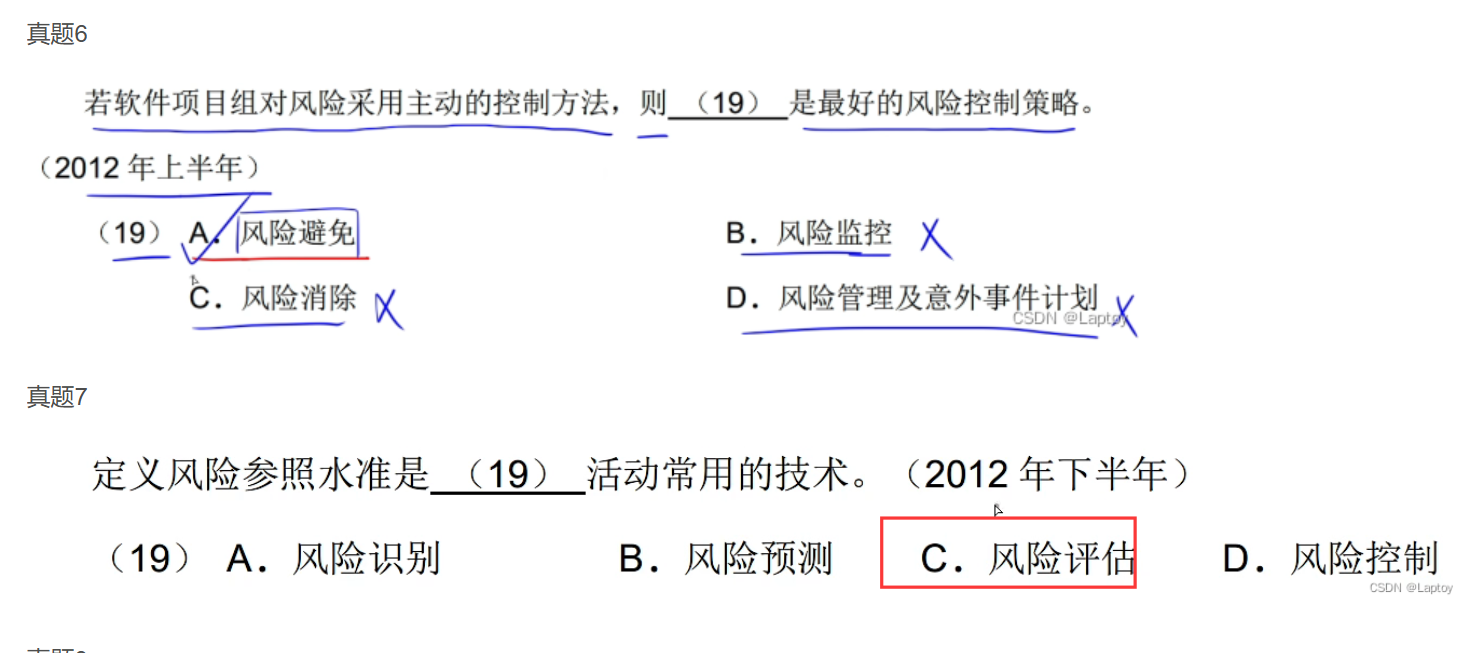 真题6
若软件项目组对风险采用主动的控制方法，则 （19） 是最好的风险控制策略。
（2012 年上半年）
（19） A．风险避免 B．风险监控
C．风险消除 D．风险管理及意外事件计划
CSDN @Laptoy
真题7
定义风险参照水准是 （19） 活动常用的技术。（2012 年下半年）
（19） A．风险识别 B．风险预测 C．风险评估 D．风险控制
CSDN @Laptoy